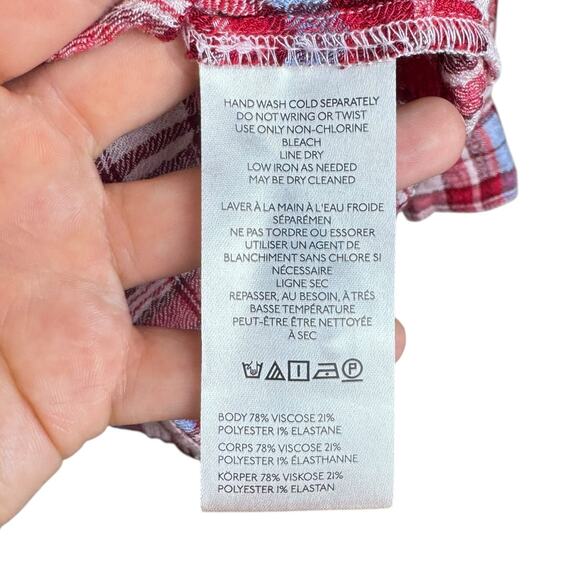 HAND WASH COLD SEPARATELY
DO NOT WRING OR TWIST
USE ONLY NON-CHLORINE
BLEACH
LINE DRY
LOW IRON AS NEEDED
MAY BE DRY CLEANED
LAVER À LA MAIN À L'EAU FROIDE
SÉPARÉMEN
NE PAS TORDRE OU ESSORER
UTILISER UN AGENT DE
BLANCHIMENT SANS CHLORE SI
NÉCESSAIRE
LIGNE SEC
REPASSER, AU BESOIN, À TRÉS
BASSE TEMPÉRATURE
PEUT-ÊTRE ÊTRE NETTOYÉE
À SEC
P
BODY 78% VISCOSE 21%
POLYESTER 1% ELASTANE
CORPS 78% VISCOSE 21%
POLYESTER 1% ÉLASTHANNE
KÖRPER 78% VISKOSE 21%
POLYESTER 1% ELASTAN